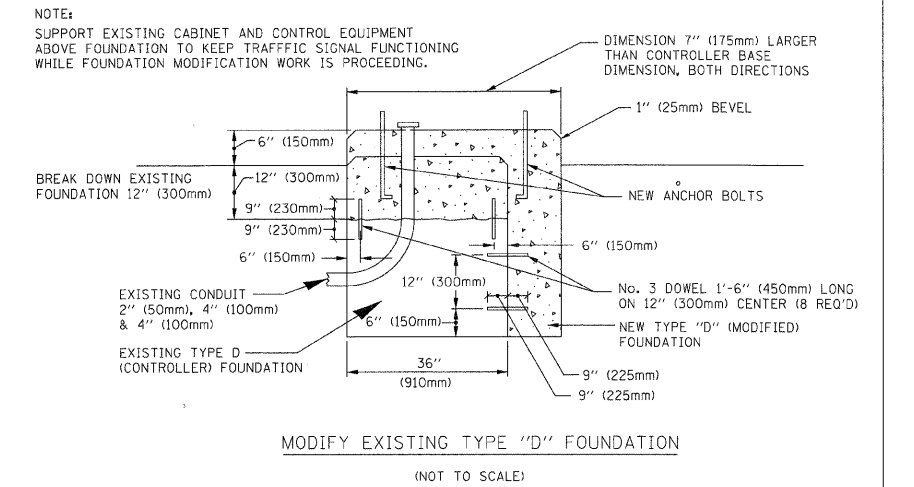 NOTE:
SUPPORT EXISTING CABINET AND CONTROL EQUIPMENT
ABOVE FOUNDATION TO KEEP TRAFFFIC SIGNAL FUNCTIONING
WHILE FOUNDATION MODIFICATION WORK IS PROCEEDING.
DIMENSION 7" (175mm) LARGER
THAN CONTROLLER BASE
DIMENSION, BOTH DIRECTIONS
1" (25mm) BEVEL
6" (150mm)
BREAK DOWN EXISTING
FOUNDATION 12" (300mm)
12" (300mm)
9" (230mm)
9" (230mm)
6" (150mm)
NEW ANCHOR BOLTS
6" (150mm)
12"
(300mm)
No. 3 DOWEL 1'-6" (450mm) LONG
ON 12" (300mm) CENTER (8 REQ'D)
EXISTING CONDUIT
2" (50mm), 4" (100mm)
& 4" (100mm)
6" (150mm)
NEW TYPE "D" (MODIFIED)
FOUNDATION
EXISTING TYPE D
(CONTROLLER) FOUNDATION
36"
(910mm)
9" (225mm)
9" (225mm)
MODIFY EXISTING TYPE "D" FOUNDATION
(NOT TO SCALE)